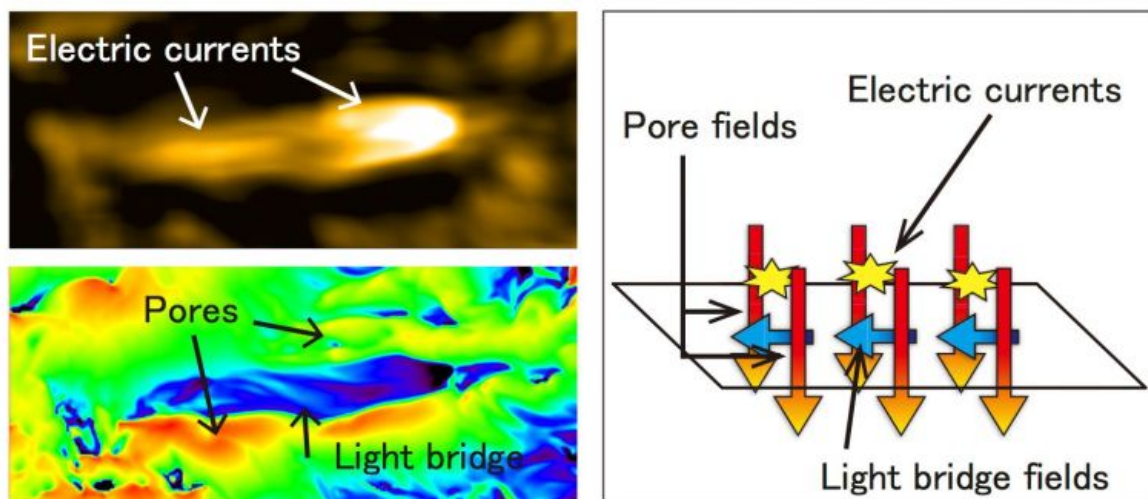 Electric currents
Pores
Light bridge
Electric currents
Pore fields
Light bridge fields